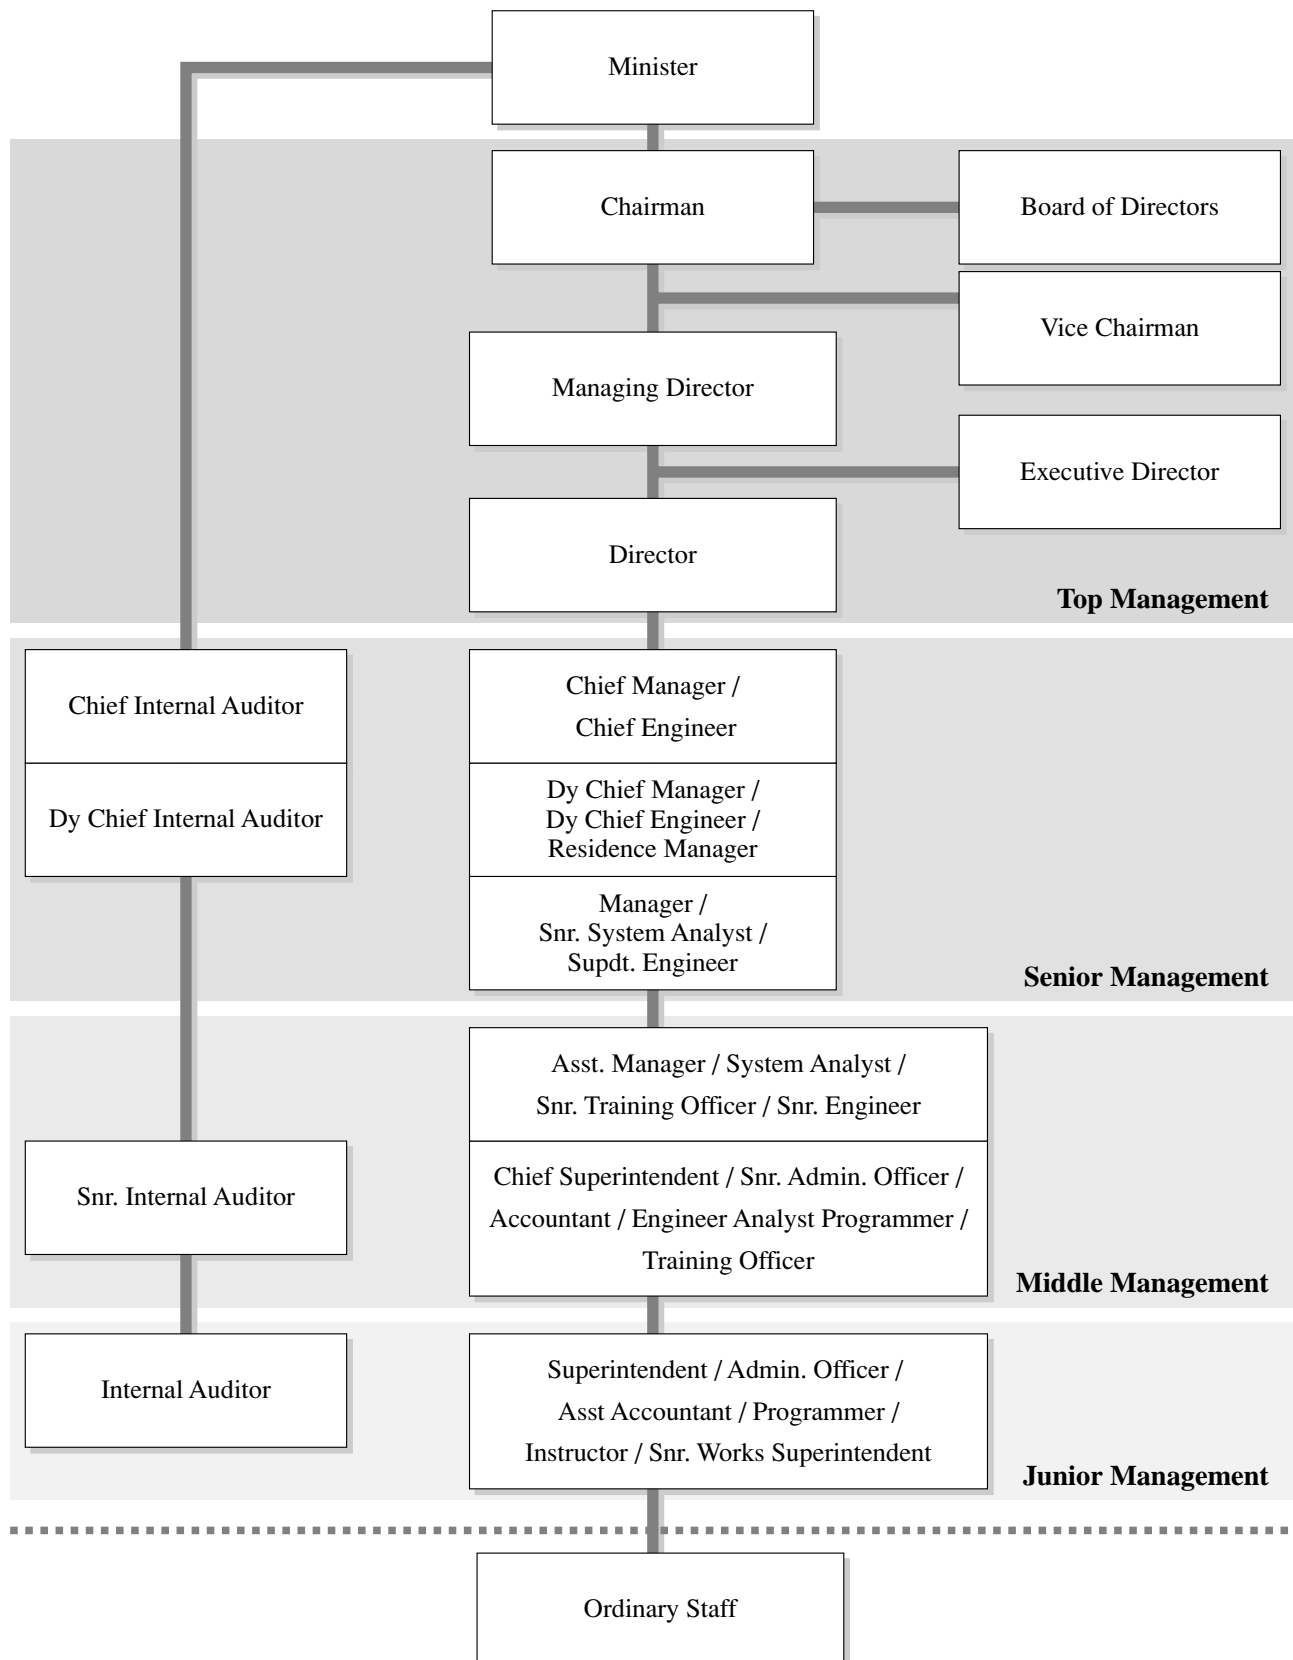 Minister
Chairman
Board of Directors
Vice Chairman
Managing Director
Executive Director
Director
Top Management
Chief Internal Auditor
Dy Chief Internal Auditor
Chief Manager /
Chief Engineer
Dy Chief Manager /
Dy Chief Engineer /
Residence Manager
Manager /
Snr. System Analyst /
Supdt. Engineer
Senior Management
Asst. Manager / System Analyst /
Snr. Training Officer / Snr. Engineer
Snr. Internal Auditor
Chief Superintendent / Snr. Admin. Officer /
Accountant / Engineer Analyst Programmer /
Training Officer
Middle Management
Internal Auditor
Superintendent / Admin. Officer /
Asst Accountant / Programmer /
Instructor / Snr. Works Superintendent
Junior Management
Ordinary Staff